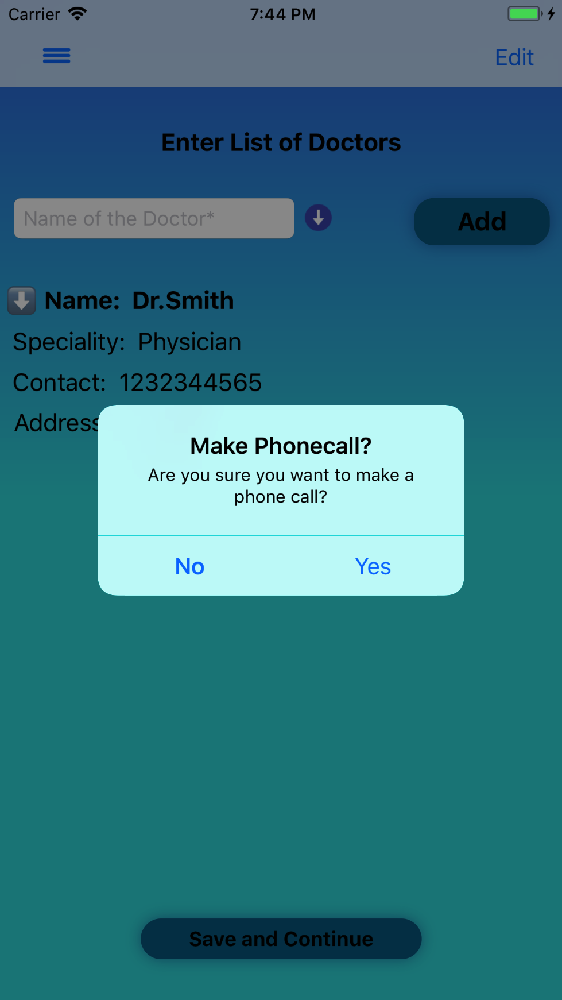 Carrier 7:44 PM
Edit
Enter List of Doctors
Name of the Doctor* Add
Name: Dr.Smith
Speciality: Physician
Contact: 1232344565
Address
Make Phonecall?
Are you sure you want to make a
phone call?
No Yes
Save and Continue